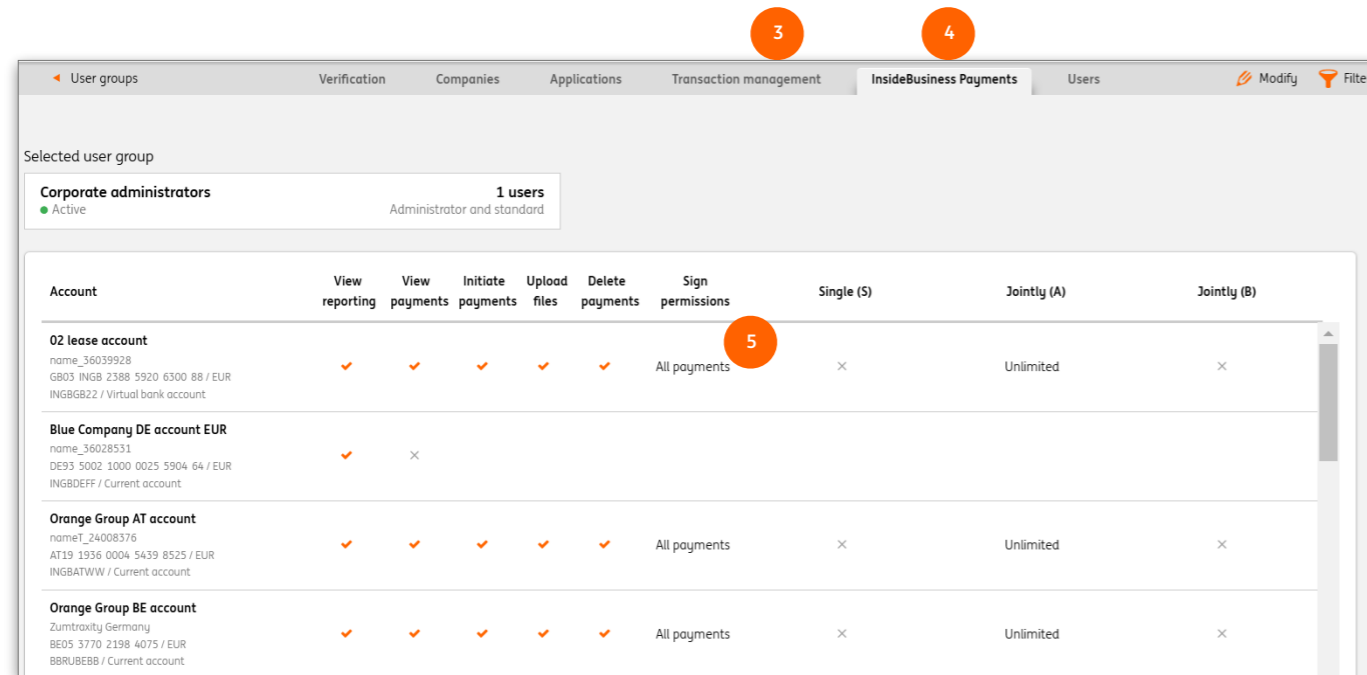 3 4
User groups Verification Companies Applications Transaction management InsideBusiness Payments Users Modify Filte
Selected user group
Corporate administrators 1 users
Active Administrator and standard
Account View reporting View payments Initiate payments Upload files Delete payments Sign permissions Single (S) Jointly (A) Jointly (B)
5
02 lease account
name_36039928
GB03 INGB 2388 5920 6300 88 / EUR
INGBGB22 / Virtual bank account
All payments Unlimited
Blue Company DE account EUR
name_36028531
DE93 5002 1000 0025 5904 64 / EUR
INGBDEFF / Current account
Orange Group AT account
nameT_24008376
AT19 1936 0004 5439 8525 / EUR
INGBATWW / Current account
All payments Unlimited
Orange Group BE account
Zumtraxity Germany
BE05 3770 2198 4075 / EUR
BBRUBEBB / Current account
All payments Unlimited